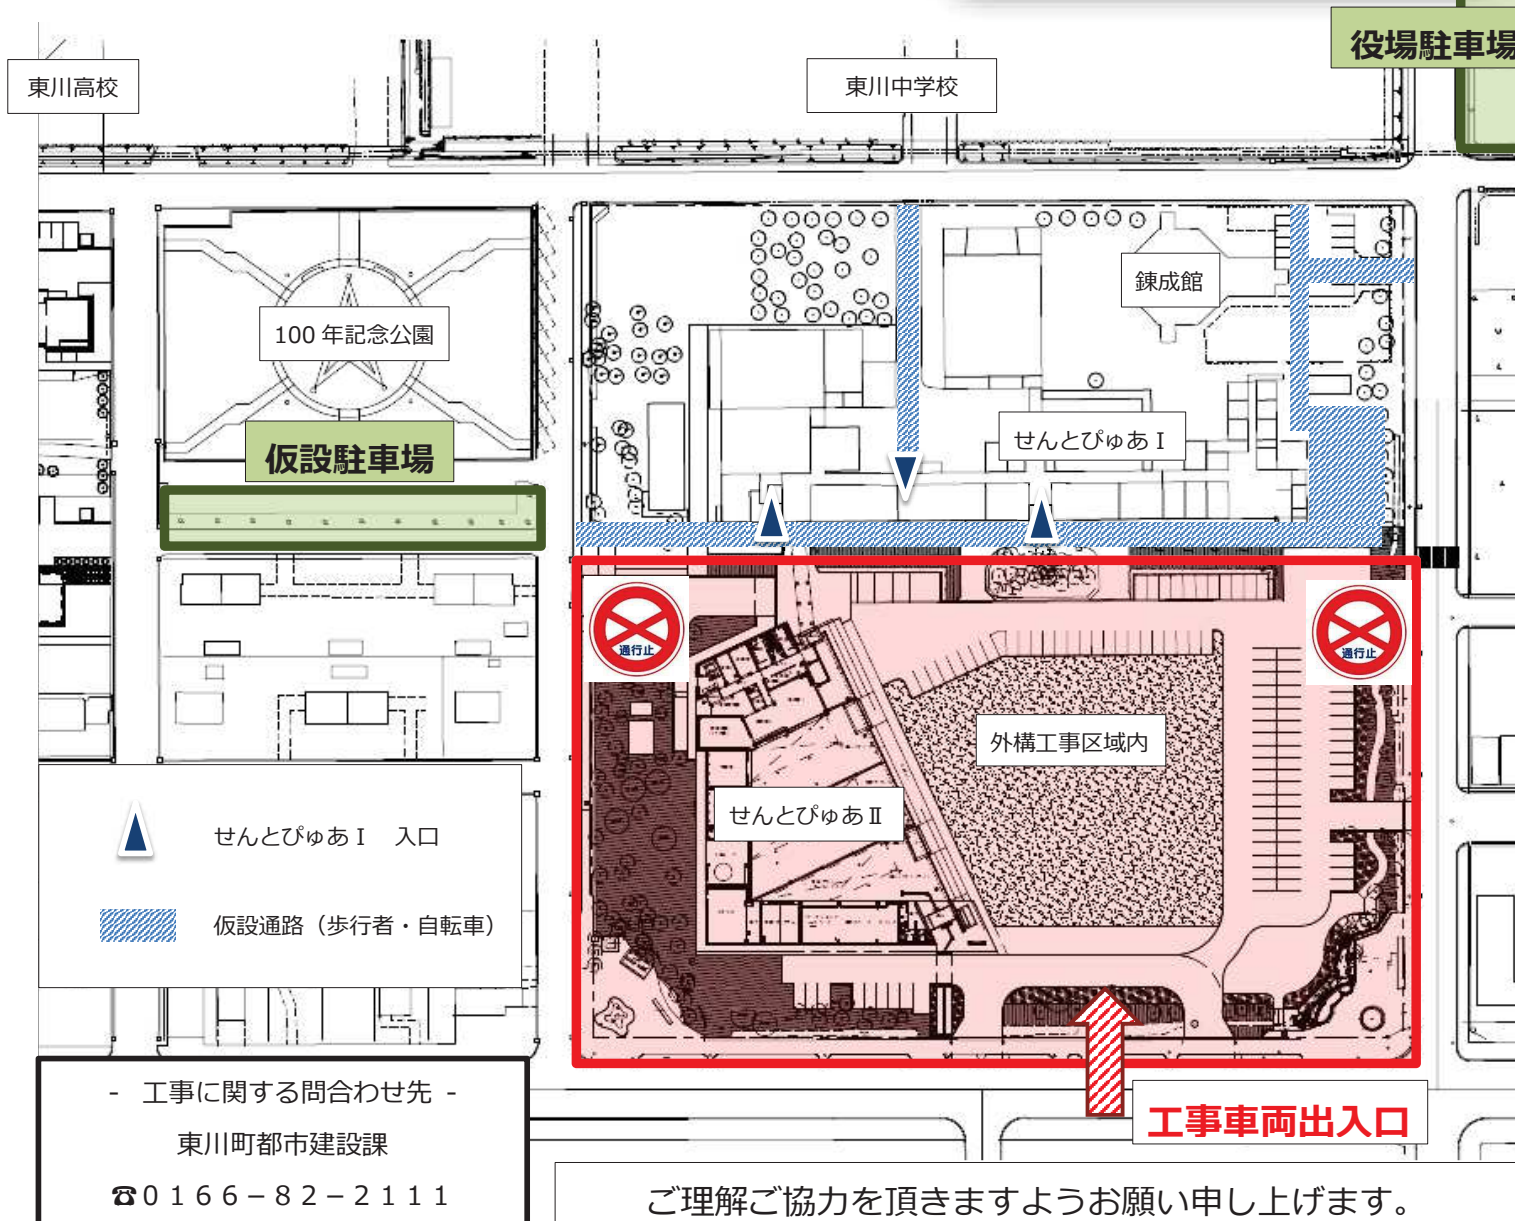 役場駐車場
東川高校
東川中学校
錬成館
100 年記念公園
せんとぴゅあⅠ
仮設駐車場
通行止
通行止
外構工事区域内
せんとぴゅあⅡ
せんとぴゅあⅠ　入口
仮設通路（歩行者・自転車）
- 工事に関する問合わせ先 -
東川町都市建設課
☎０１６６－８２－２１１１
工事車両出入口
ご理解ご協力を頂きますようお願い申し上げます。